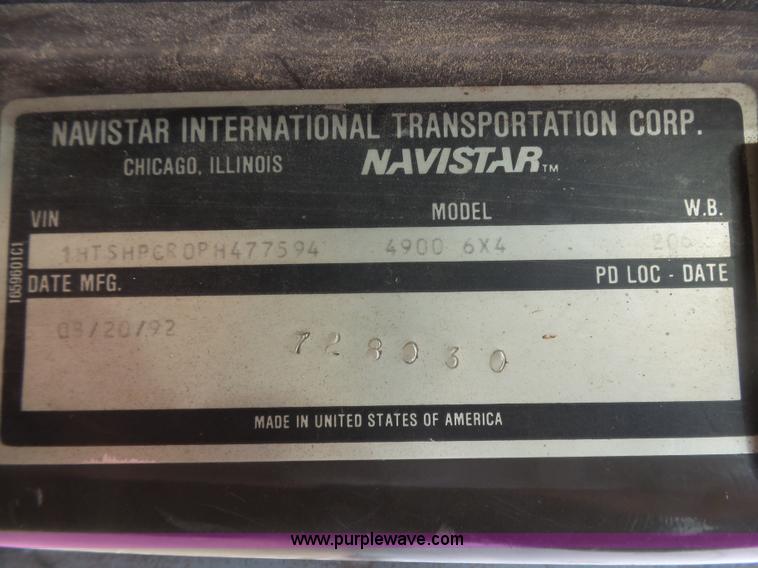 NAVISTAR INTERNATIONAL TRANSPORTATION CORP.
CHICAGO, ILLINOIS NAVISTAR™
VIN MODEL W.B.
1HTSHPCR0PH477594 4900 6X4
1659601C1
DATE MFG. PD LOC - DATE
03/20/92 728030
MADE IN UNITED STATES OF AMERICA
www.purplewave.com